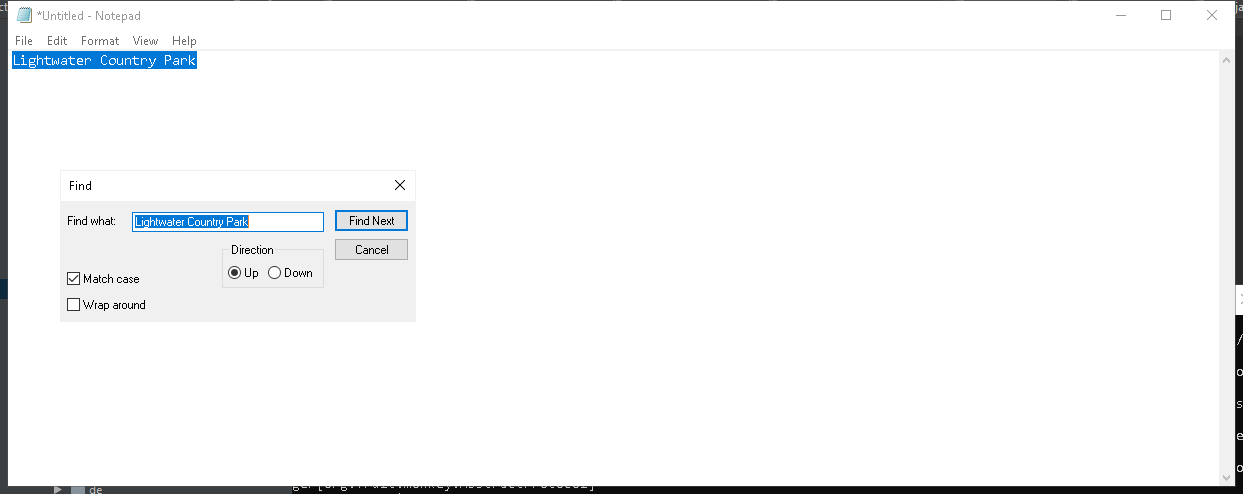 *Untitled - Notepad
File Edit Format View Help
Lightwater Country Park
Find
Find what: Lightwater Country Park Find Next
Direction Cancel
Up Down
Match case
Wrap around
de